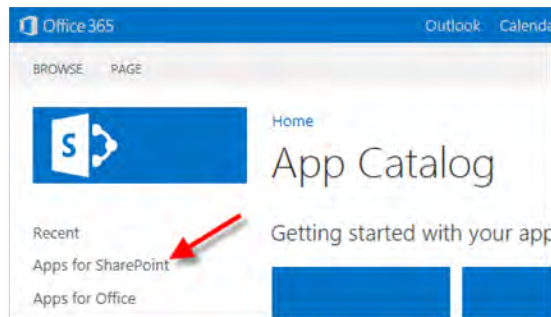 Office 365
Outlook Calenda
BROWSE PAGE
S
Home
App Catalog
Recent
Getting started with your app
Apps for SharePoint
Apps for Office